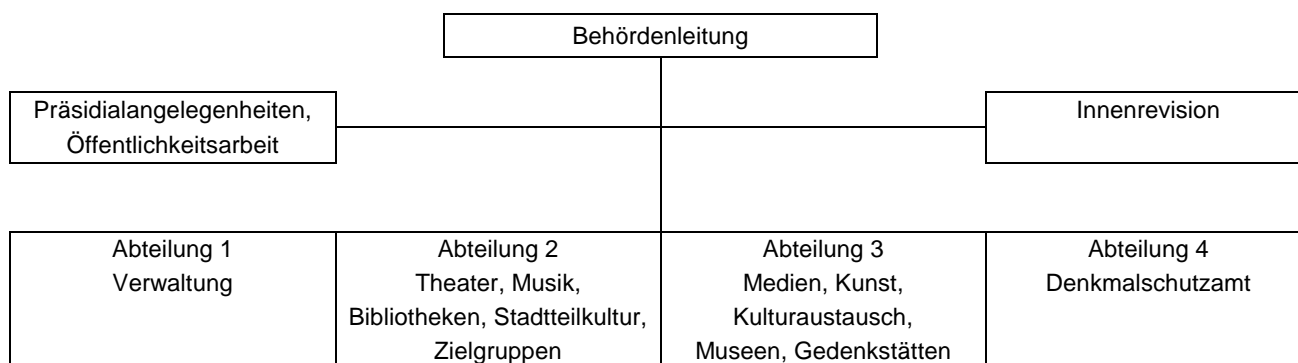 Behördenleitung
Präsidialangelegenheiten,
Öffentlichkeitsarbeit
Innenrevision
Abteilung 1
Verwaltung
Abteilung 2
Theater, Musik,
Bibliotheken, Stadtteilkultur,
Zielgruppen
Abteilung 3
Medien, Kunst,
Kulturaustausch,
Museen, Gedenkstätten
Abteilung 4
Denkmalschutzamt